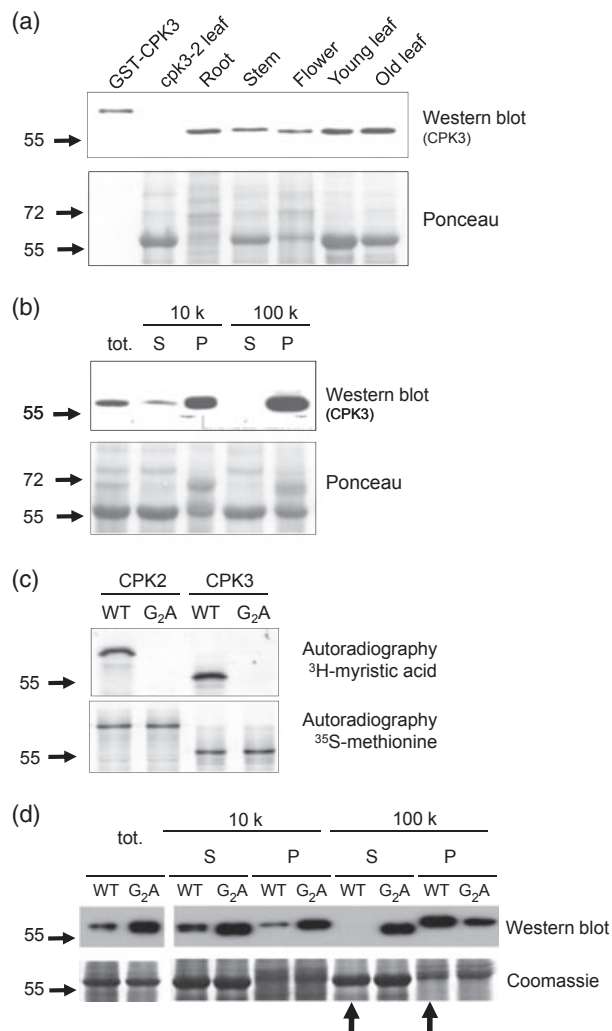 (a)
GST-CPK3 cpk3-2 leaf Root Stem Flower Young leaf Old leaf
55
Western blot
(CPK3)
72
55
Ponceau
(b)
10 k 100 k
tot. S P S P
55
Western blot
(CPK3)
72
55
Ponceau
(c)
CPK2 CPK3
WT G₂A WT G₂A
55
Autoradiography
³H-myristic acid
55
Autoradiography
³⁵S-methionine
(d)
10 k 100 k
tot.
S P S P
WT G₂A WT G₂A WT G₂A WT G₂A WT G₂A
55
Western blot
55
Coomassie